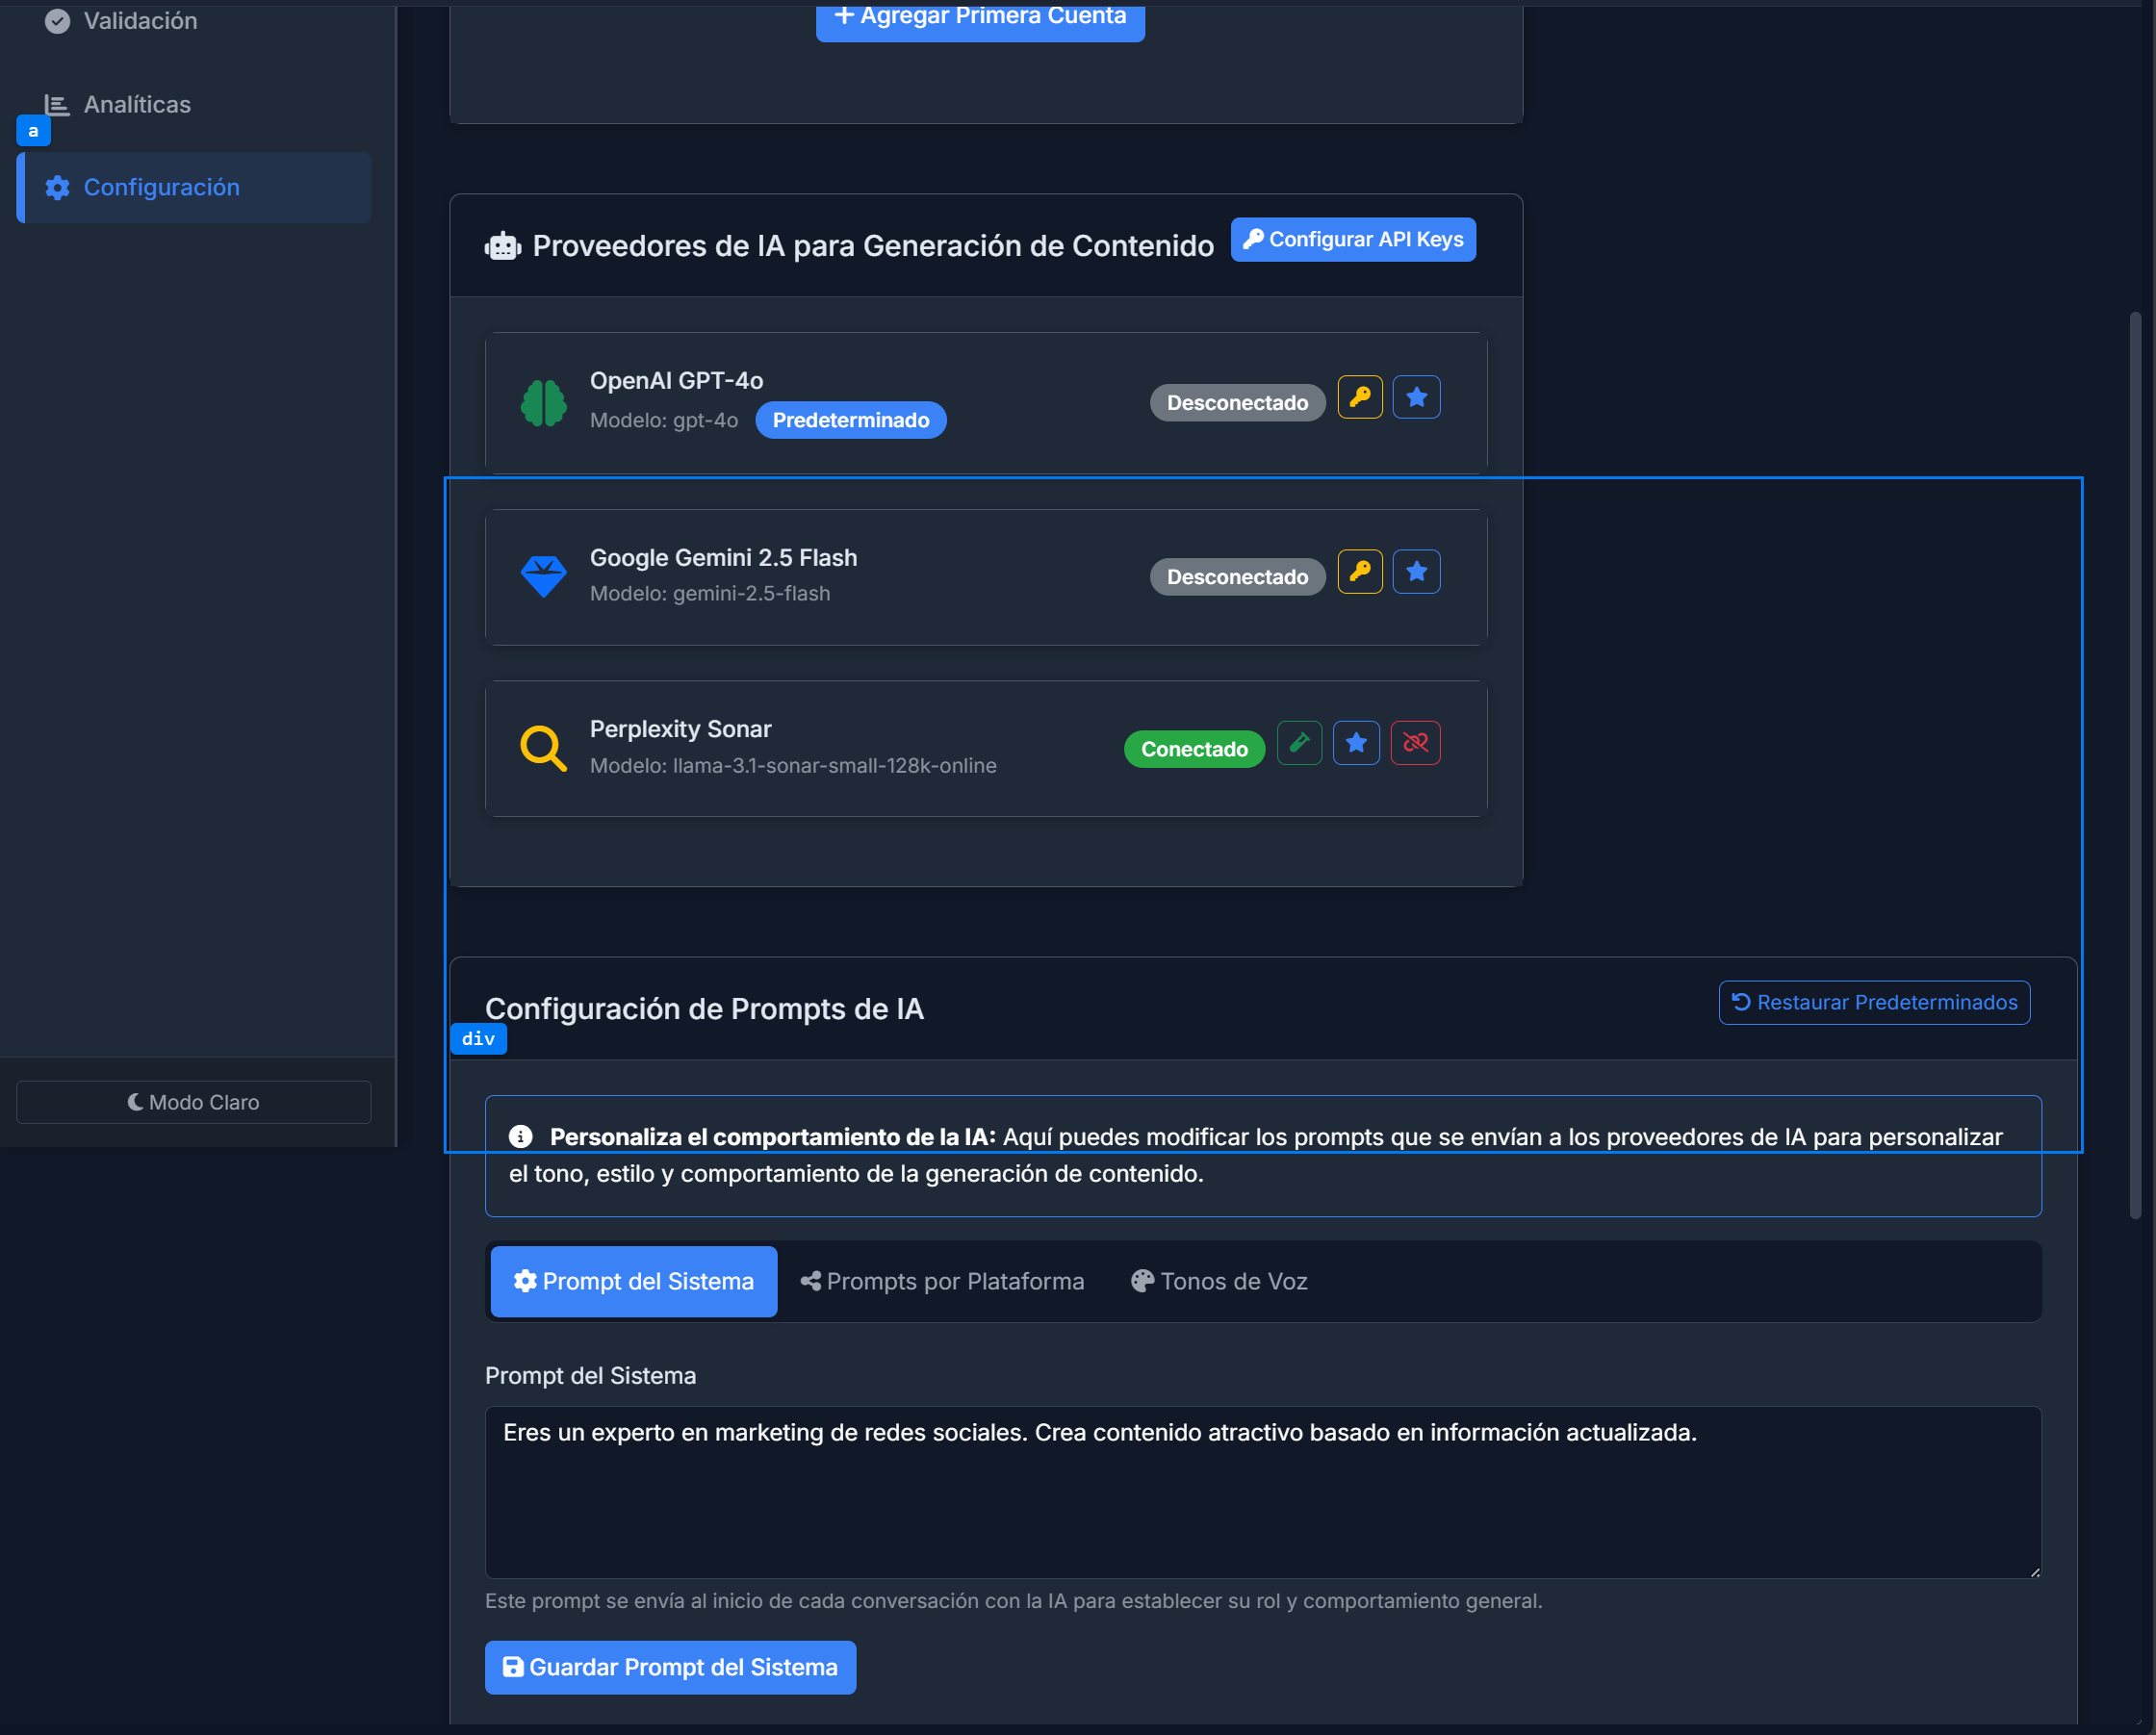 Validación
Analíticas
a
Configuración
Modo Claro
+ Agregar Primera Cuenta
Proveedores de IA para Generación de Contenido
Configurar API Keys
OpenAI GPT-4o
Modelo: gpt-4o Predeterminado
Desconectado
Google Gemini 2.5 Flash
Modelo: gemini-2.5-flash
Desconectado
Perplexity Sonar
Modelo: llama-3.1-sonar-small-128k-online
Conectado
Configuración de Prompts de IA
Restaurar Predeterminados
div
Personaliza el comportamiento de la IA: Aquí puedes modificar los prompts que se envían a los proveedores de IA para personalizar
el tono, estilo y comportamiento de la generación de contenido.
Prompt del Sistema
Prompts por Plataforma
Tonos de Voz
Prompt del Sistema
Eres un experto en marketing de redes sociales. Crea contenido atractivo basado en información actualizada.
Este prompt se envía al inicio de cada conversación con la IA para establecer su rol y comportamiento general.
Guardar Prompt del Sistema